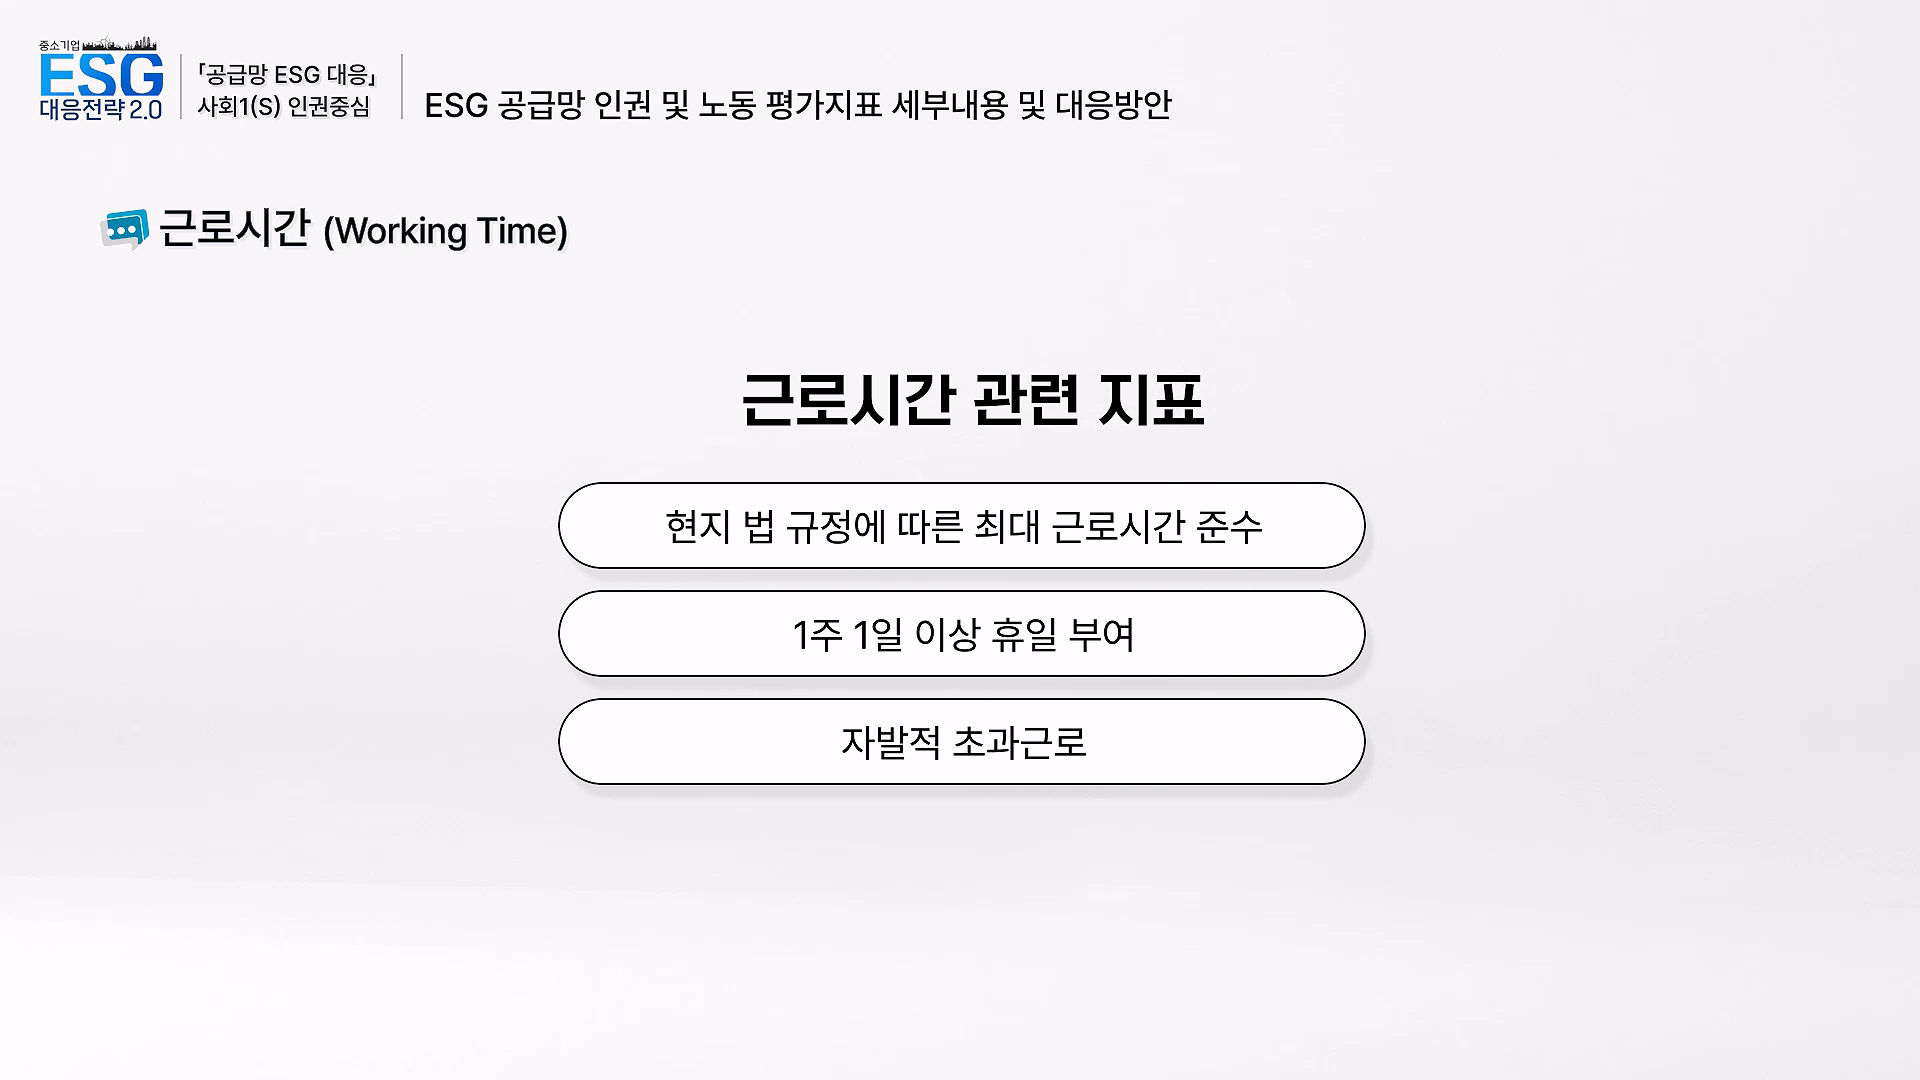 중소기업
ESG
대응전략 2.0
「공급망 ESG 대응」
사회1(S) 인권중심
ESG 공급망 인권 및 노동 평가지표 세부내용 및 대응방안
근로시간 (Working Time)
근로시간 관련 지표
현지 법 규정에 따른 최대 근로시간 준수
1주 1일 이상 휴일 부여
자발적 초과근로